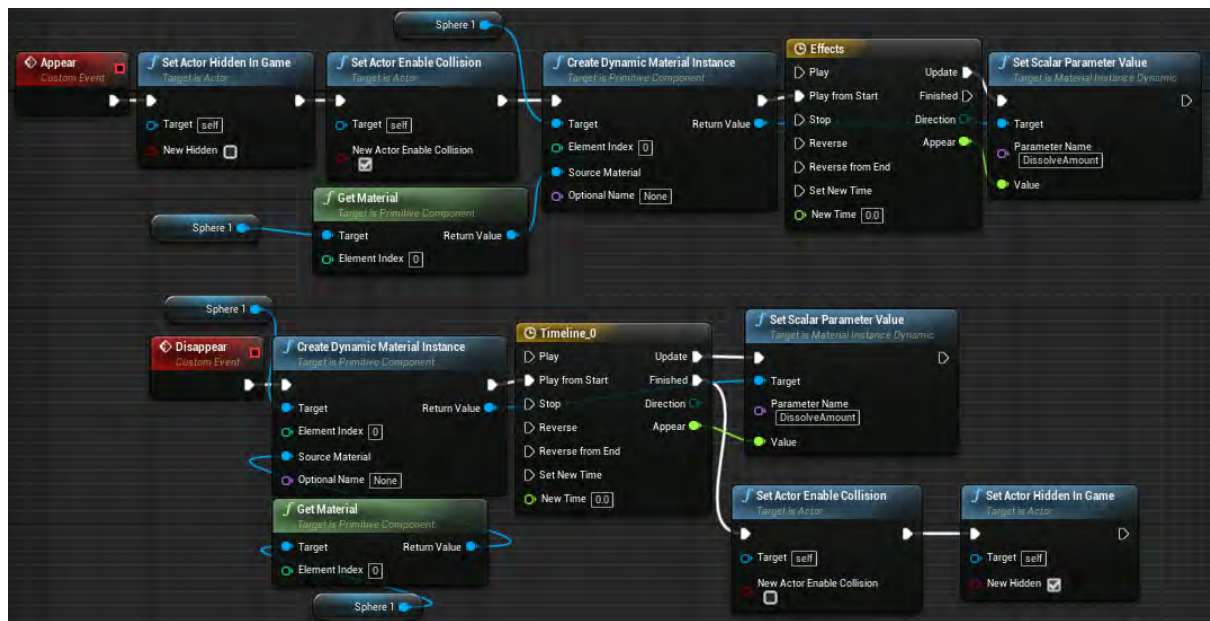 Sphere 1
Appear
Custom Event
Set Actor Hidden In Game
Target is Actor
Target self
New Hidden
Set Actor Enable Collision
Target is Actor
Target self
New Actor Enable Collision
Create Dynamic Material Instance
Target is Primitive Component
Target Return Value
Element Index 0
Source Material
Optional Name None
Effects
Play Update
Play from Start Finished
Stop Direction
Reverse Appear
Reverse from End
Set New Time
New Time 0.0
Set Scalar Parameter Value
Target is Material Instance Dynamic
Target
Parameter Name
DissolveAmount
Value
Sphere 1
Get Material
Target is Primitive Component
Target Return Value
Element Index 0
Sphere 1
Disappear
Custom Event
Create Dynamic Material Instance
Target is Primitive Component
Target Return Value
Element Index 0
Source Material
Optional Name None
Get Material
Target is Primitive Component
Target Return Value
Element Index 0
Sphere 1
Timeline_0
Play Update
Play from Start Finished
Stop Direction
Reverse Appear
Reverse from End
Set New Time
New Time 0.0
Set Scalar Parameter Value
Target is Material Instance Dynamic
Target
Parameter Name
DissolveAmount
Value
Set Actor Enable Collision
Target is Actor
Target self
New Actor Enable Collision
Set Actor Hidden In Game
Target is Actor
Target self
New Hidden